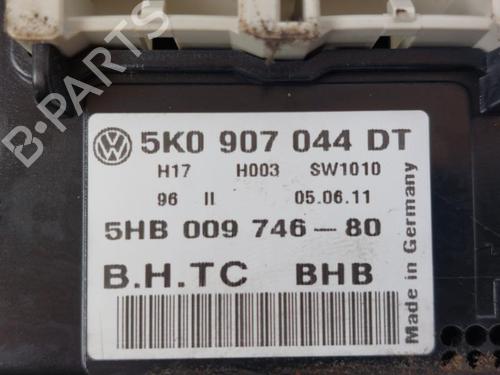 5K0 907 044 DT
H17 H003 SW1010
96 II 05.06.11
5HB 009 746-80
B.H.TC BHB
Made in Germany
B-PARTS